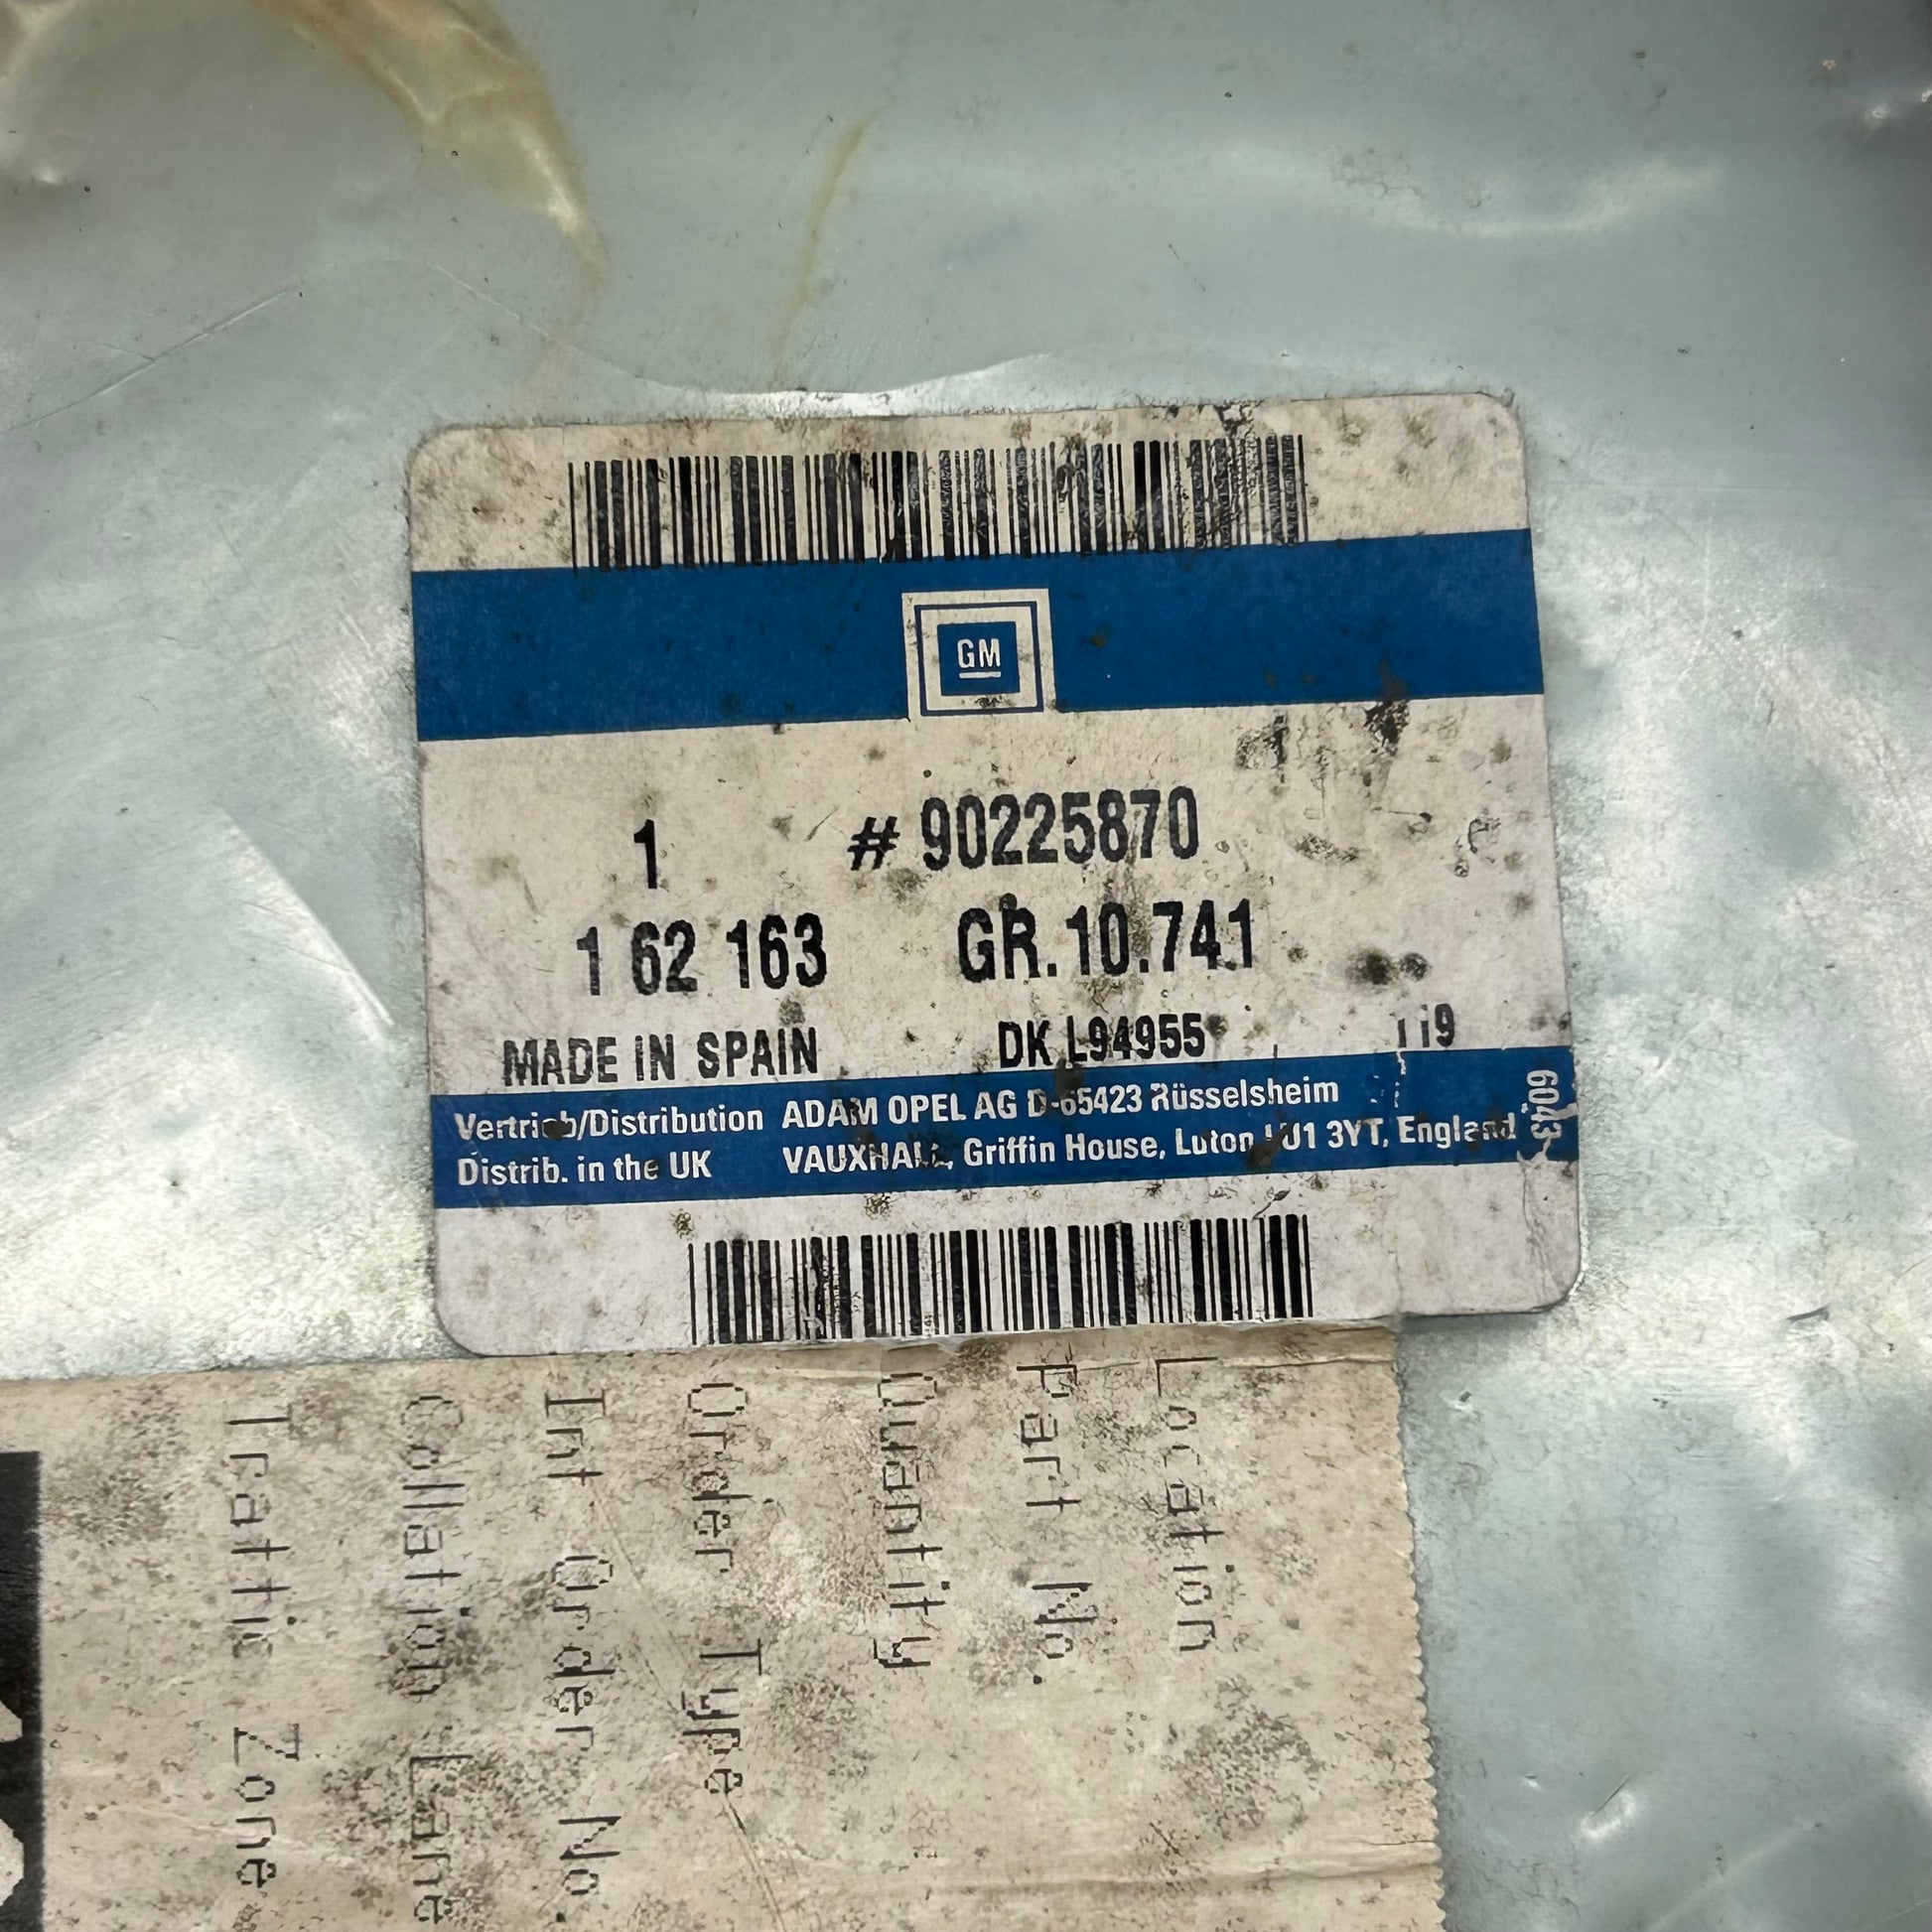 GM
1 # 90225870
1 62 163 GR.10.741
MADE IN SPAIN DK L94955 119
Vertrieb/Distribution ADAM OPEL AG D-65423 Rüsselsheim
Distrib. in the UK VAUXHALL, Griffin House, Luton LU1 3YT, England
6043
Location
Part No.
Quantity
Order Type
Int Order No.
Collation Lane
Traffic Zone